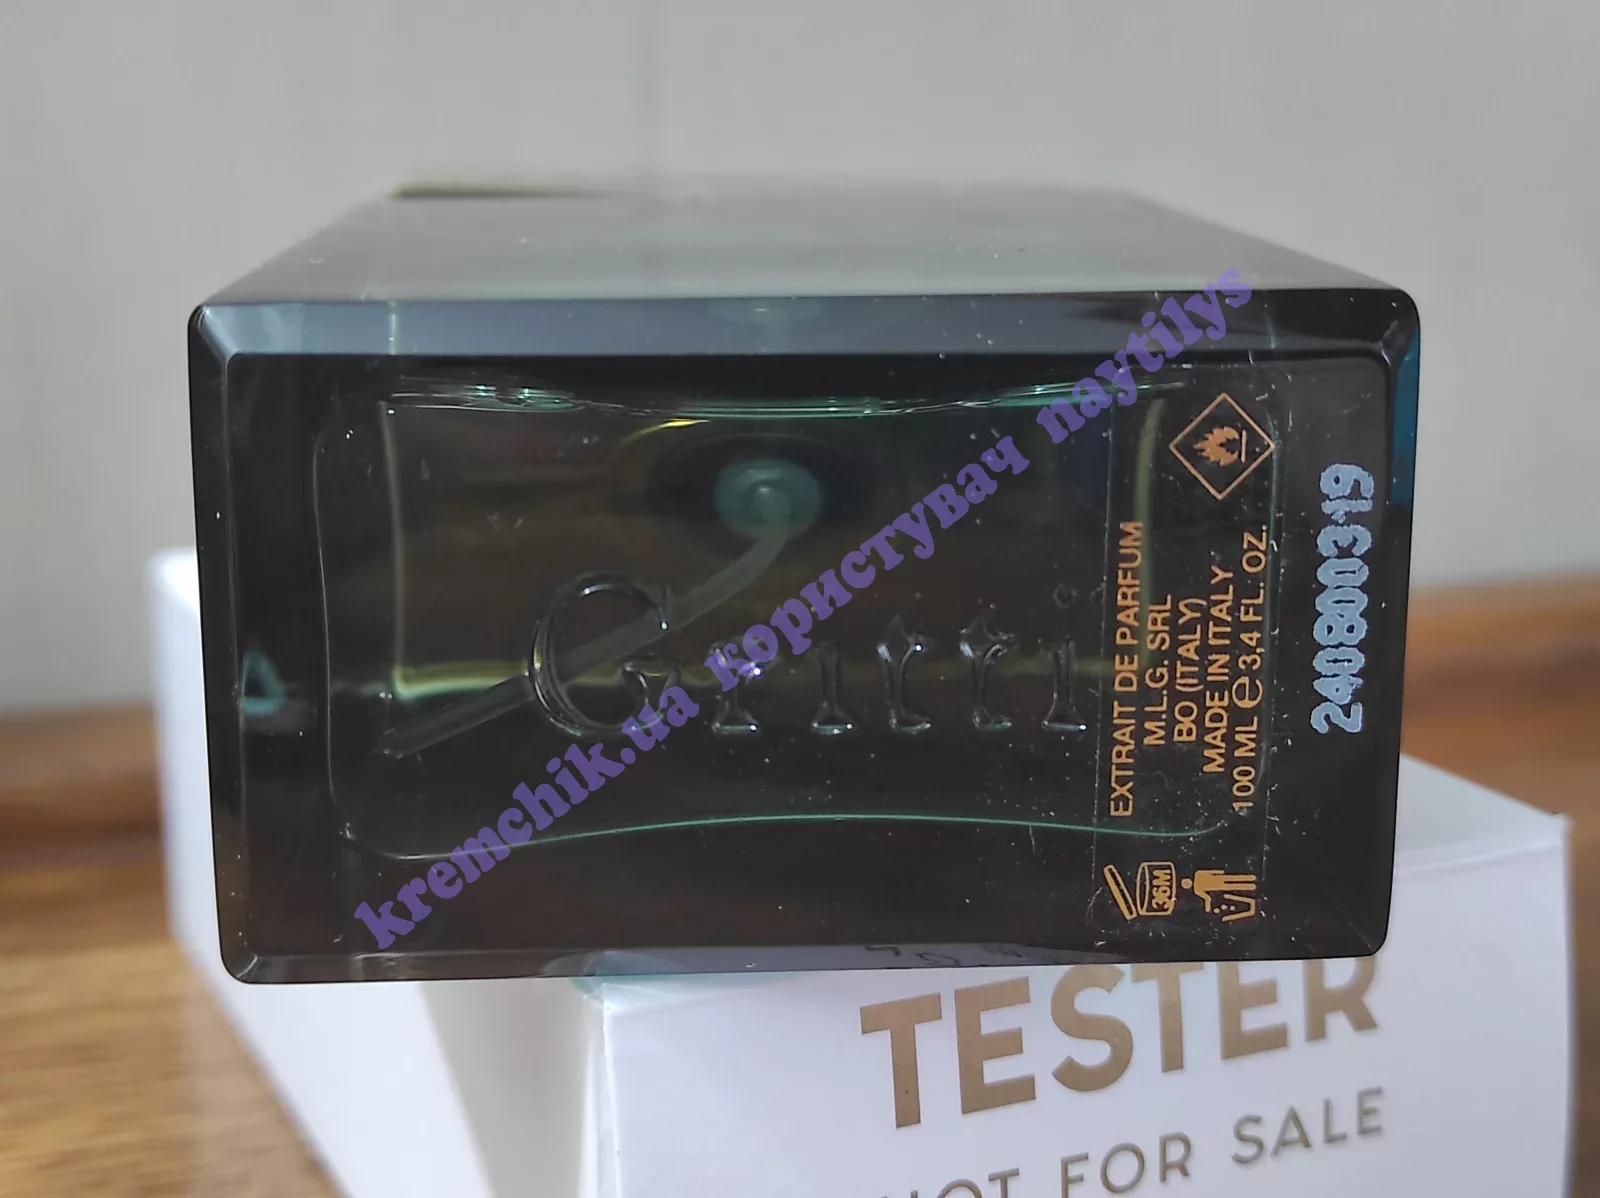 Gritti
EXTRAIT DE PARFUM
M.L.G. SRL
BO (ITALY)
MADE IN ITALY
100 ML ℮ 3,4 FL. OZ.
36M
240800319
kremchik.ua користувач naytilys
TESTER
NOT FOR SALE